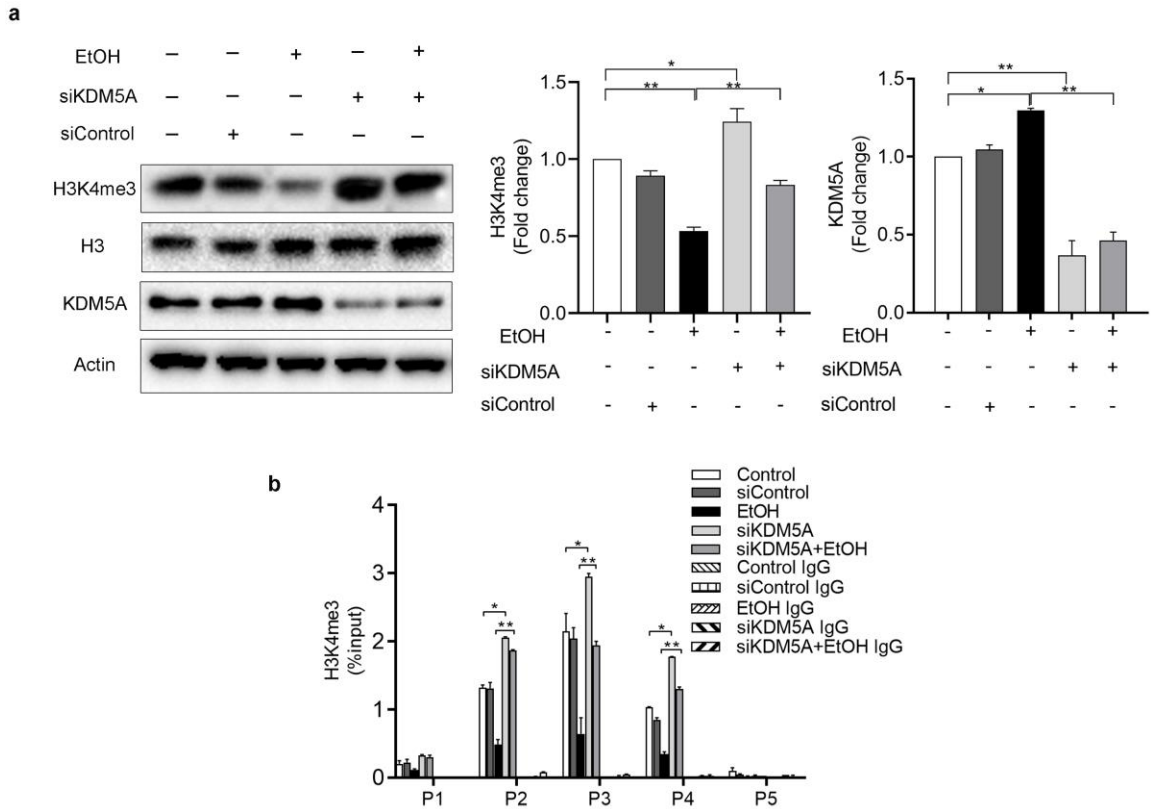 a
EtOH − − + − +
siKDM5A − − − + +
siControl − + − − −
H3K4me3
H3
KDM5A
Actin
H3K4me3
(Fold change)
1.5
1.0
0.5
0.0
*
** **
EtOH - - + - +
siKDM5A - - - + +
siControl - + - - -
KDM5A
(Fold change)
1.5
1.0
0.5
0.0
**
* **
EtOH - - + - +
siKDM5A - - - + +
siControl - + - - -
b
H3K4me3
(%input)
4
3
2
1
0
*
**
*
**
*
**
P1 P2 P3 P4 P5
Control
siControl
EtOH
siKDM5A
siKDM5A+EtOH
Control IgG
siControl IgG
EtOH IgG
siKDM5A IgG
siKDM5A+EtOH IgG